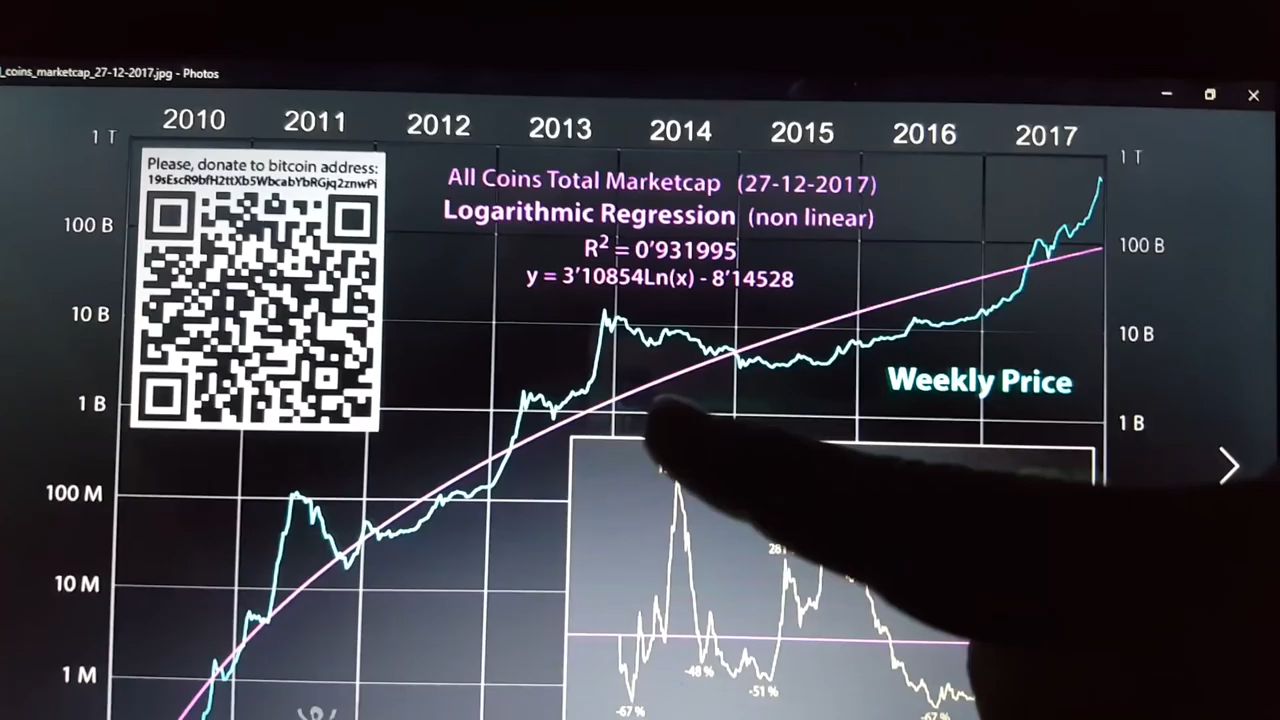 _coins_marketcap_27-12-2017.jpg - Photos
2010 2011 2012 2013 2014 2015 2016 2017
1 T
1 T
Please, donate to bitcoin address:
19sEscR9bfH2ttXb5WbcabYbRGjq2znwPi
All Coins Total Marketcap (27-12-2017)
Logarithmic Regression (non linear)
R² = 0'931995
y = 3'10854Ln(x) - 8'14528
100 B
100 B
10 B
10 B
Weekly Price
1 B
1 B
100 M
10 M
1 M
-48 %
-51 %
-67 %
-67 %